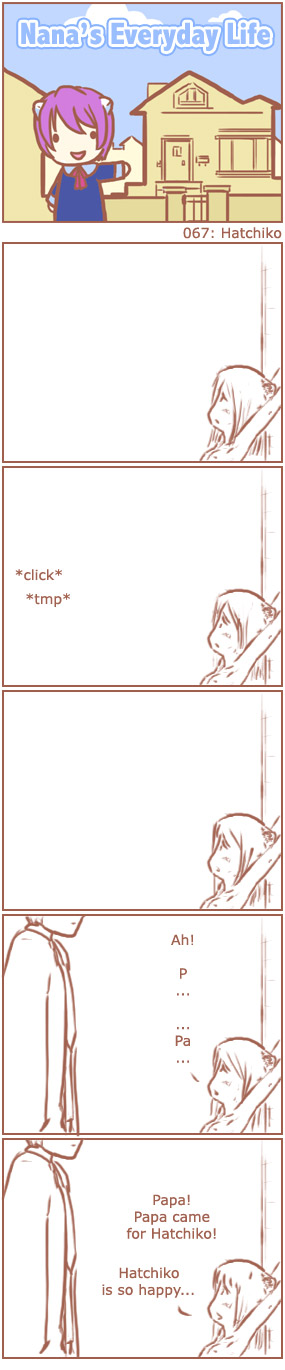 Nana's Everyday Life
067: Hatchiko
*click*
*tmp*
Ah!
P
...
...
Pa
...
Papa!
Papa came
for Hatchiko!
Hatchiko
is so happy...